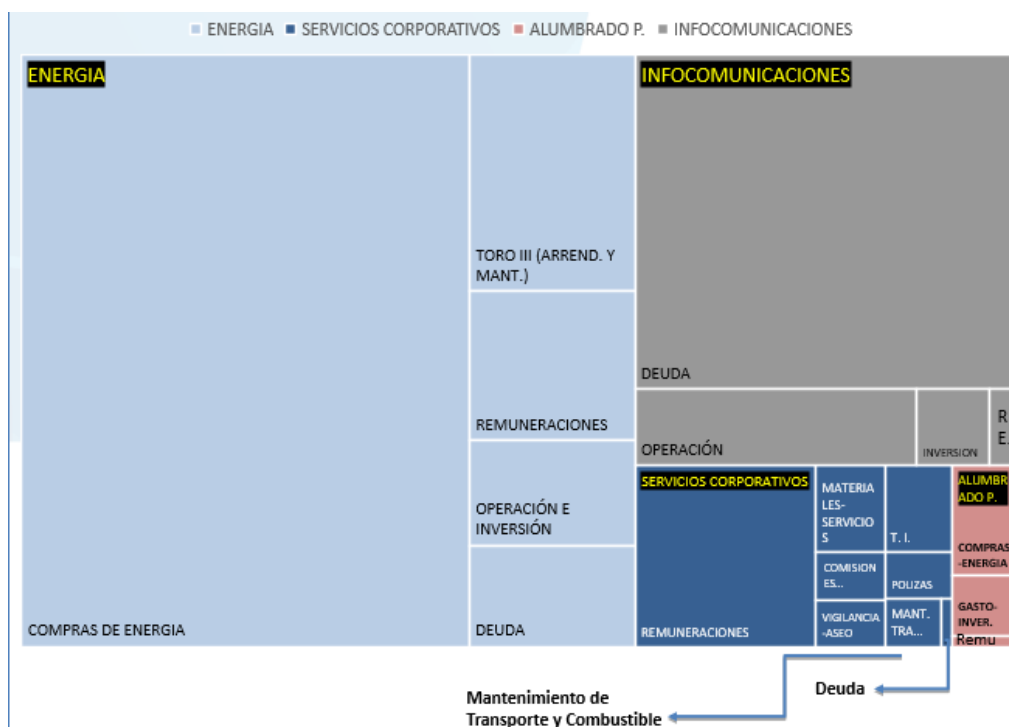 ENERGIA SERVICIOS CORPORATIVOS ALUMBRADO P. INFOCOMUNICACIONES
ENERGIA
COMPRAS DE ENERGIA
TORO III (ARREND. Y
MANT.)
REMUNERACIONES
OPERACIÓN E
INVERSIÓN
DEUDA
INFOCOMUNICACIONES
DEUDA
OPERACIÓN
INVERSION
R
E.
SERVICIOS CORPORATIVOS
REMUNERACIONES
MATERIA
LES-
SERVICIO
S
COMISION
ES...
VIGILANCIA
-ASEO
T. I.
POLIZAS
MANT.
TRA...
ALUMBR
ADO P.
COMPRAS
-ENERGIA
GASTO-
INVER.
Remu
Deuda
Mantenimiento de
Transporte y Combustible